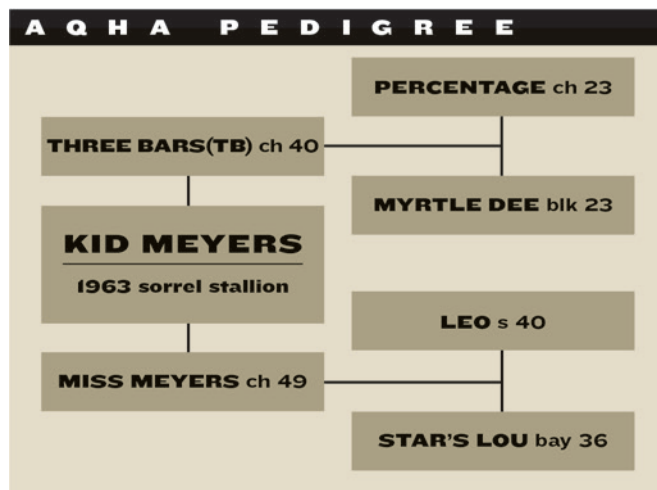 AQHA PEDIGREE
PERCENTAGE ch 23
THREE BARS(TB) ch 40
MYRTLE DEE blk 23
KID MEYERS
1963 sorrel stallion
LEO s 40
MISS MEYERS ch 49
STAR'S LOU bay 36